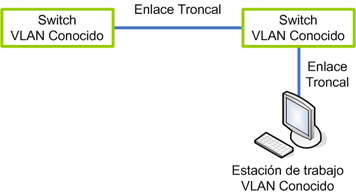 Enlace Troncal
Switch
VLAN Conocido
Switch
VLAN Conocido
Enlace
Troncal
Estación de trabajo
VLAN Conocido